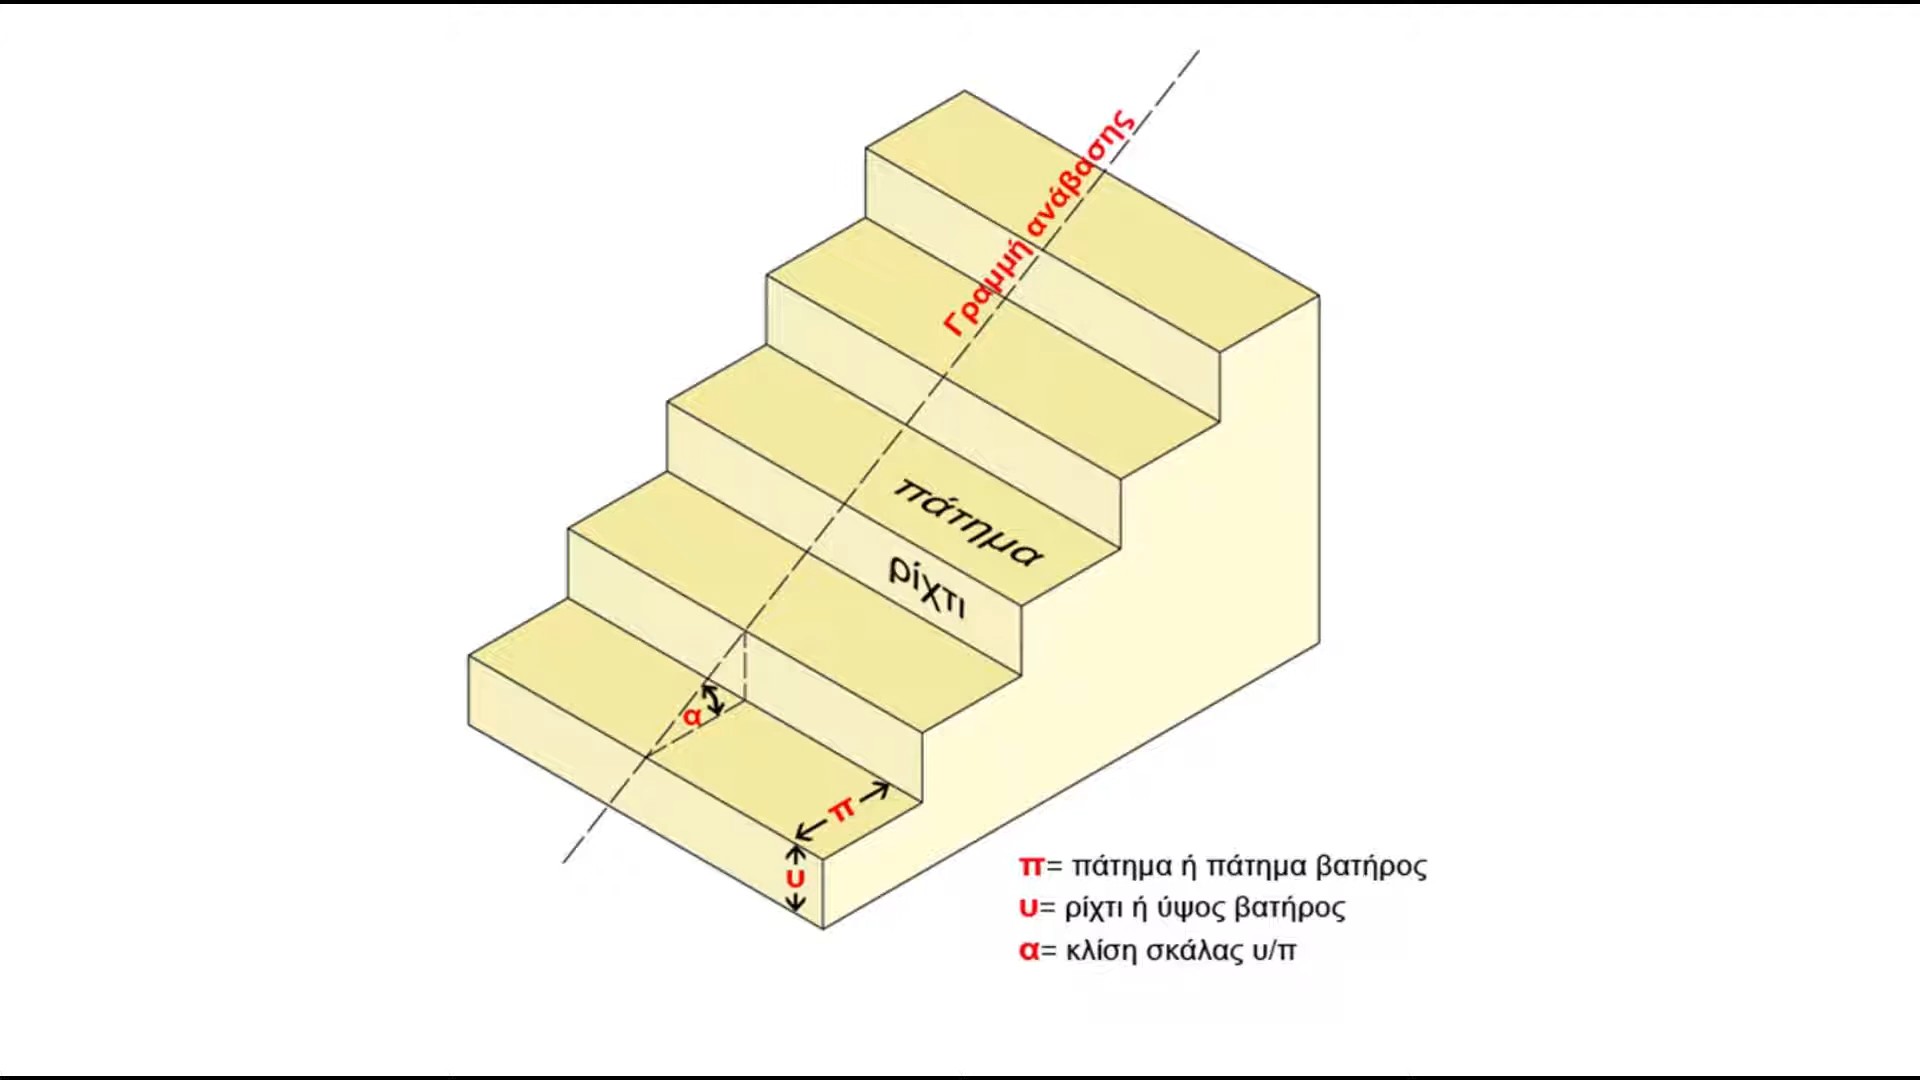 Γραμμή ανάβασης
πάτημα
ρίχτι
α
π
υ
π= πάτημα ή πάτημα βατήρος
υ= ρίχτι ή ύψος βατήρος
α= κλίση σκάλας υ/π